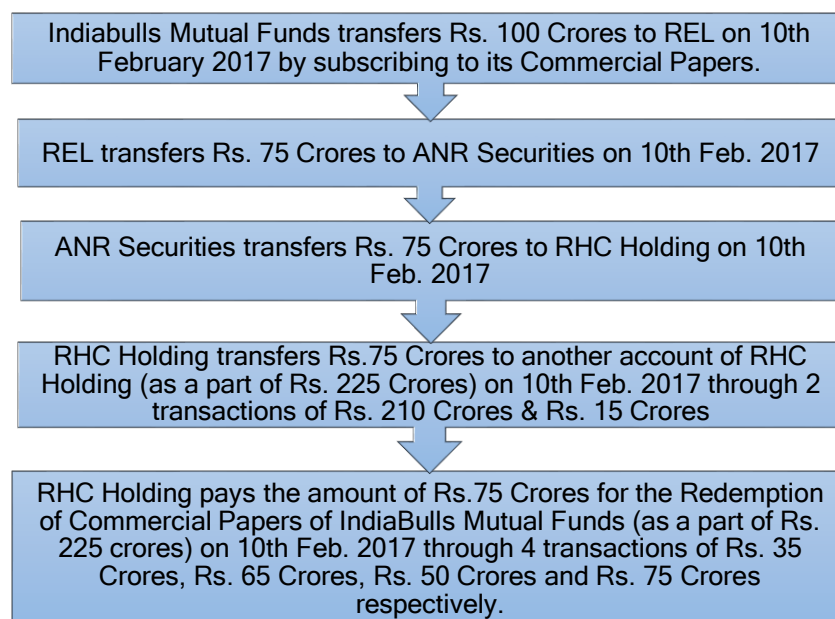 Indiabulls Mutual Funds transfers Rs. 100 Crores to REL on 10th
February 2017 by subscribing to its Commercial Papers.
REL transfers Rs. 75 Crores to ANR Securities on 10th Feb. 2017
ANR Securities transfers Rs. 75 Crores to RHC Holding on 10th
Feb. 2017
RHC Holding transfers Rs.75 Crores to another account of RHC
Holding (as a part of Rs. 225 Crores) on 10th Feb. 2017 through 2
transactions of Rs. 210 Crores & Rs. 15 Crores
RHC Holding pays the amount of Rs.75 Crores for the Redemption
of Commercial Papers of IndiaBulls Mutual Funds (as a part of Rs.
225 crores) on 10th Feb. 2017 through 4 transactions of Rs. 35
Crores, Rs. 65 Crores, Rs. 50 Crores and Rs. 75 Crores
respectively.